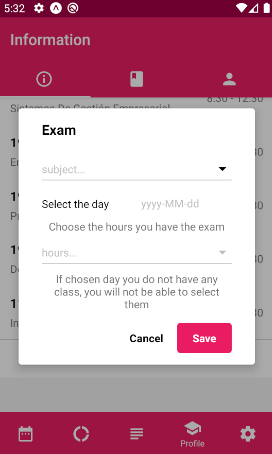 5:32
Information
Sistemas De Gestión Empresarial
8:30 - 12:30
Exam
subject...
Select the day yyyy-MM-dd
Choose the hours you have the exam
hours...
If chosen day you do not have any
class, you will not be able to select
them
Cancel Save
Profile